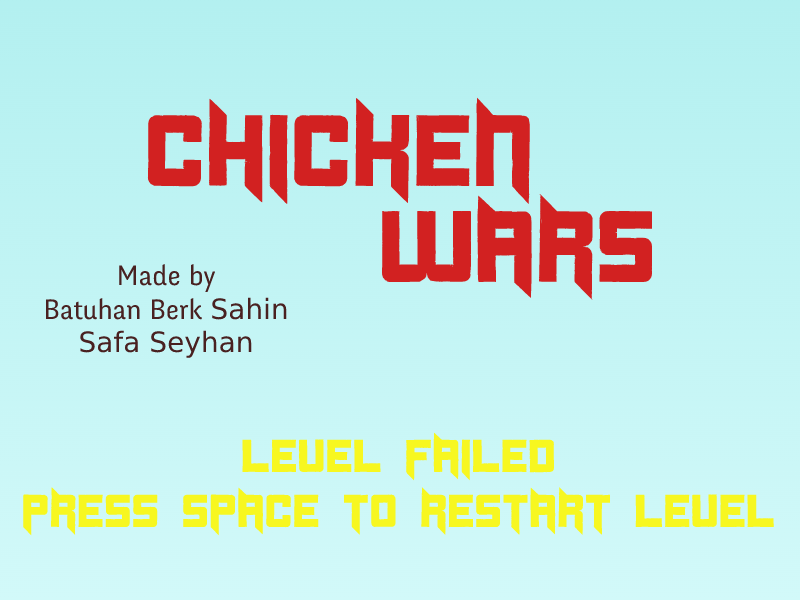 CHICKEN
WARS
Made by
Batuhan Berk Sahin
Safa Seyhan
LEVEL FAILED
PRESS SPACE TO RESTART LEVEL